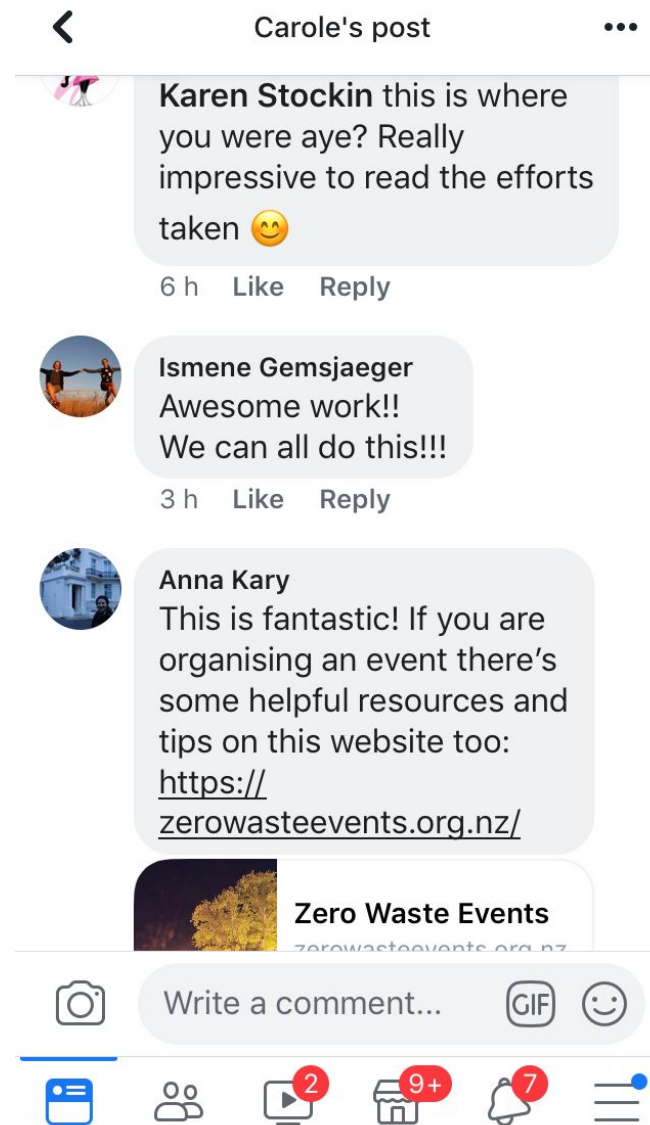 Carole's post
Karen Stockin this is where
you were aye? Really
impressive to read the efforts
taken 😊
6 h Like Reply
Ismene Gemsjaeger
Awesome work!!
We can all do this!!!
3 h Like Reply
Anna Kary
This is fantastic! If you are
organising an event there’s
some helpful resources and
tips on this website too:
https://
zerowasteevents.org.nz/
Zero Waste Events
zerowasteevents.org.nz
Write a comment...
GIF
2
9+
7